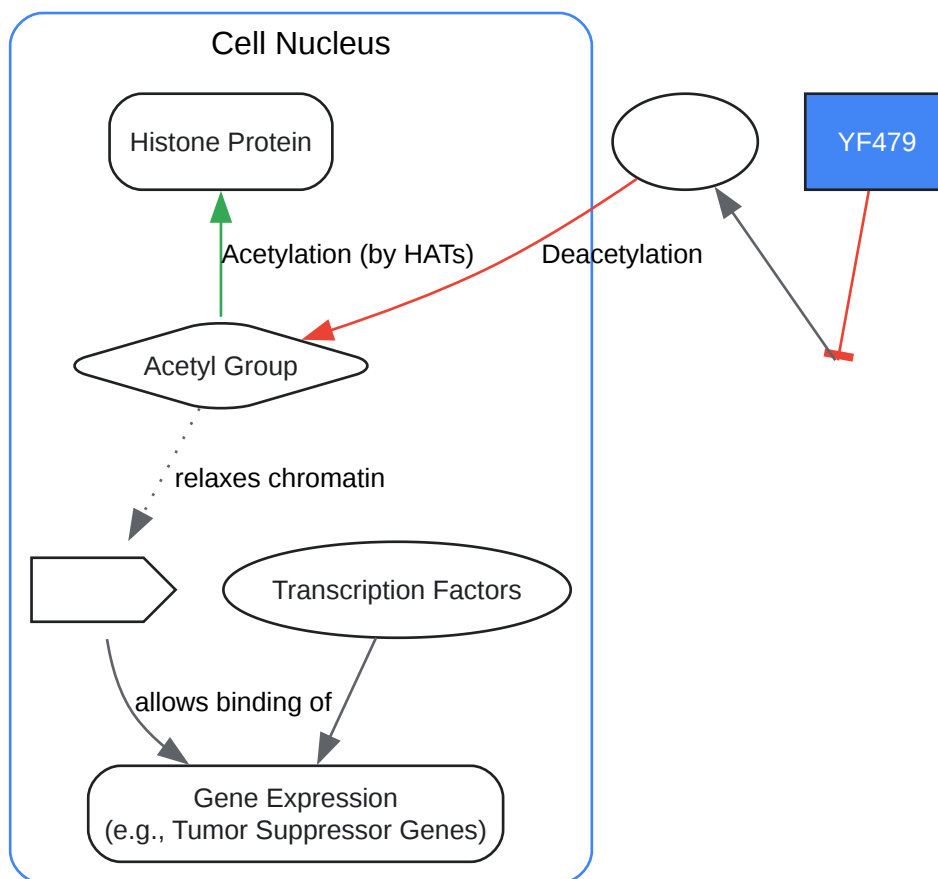 Cell Nucleus
Histone Protein
YF479
Acetylation (by HATs)
Deacetylation
Acetyl Group
relaxes chromatin
Transcription Factors
allows binding of
Gene Expression
(e.g., Tumor Suppressor Genes)